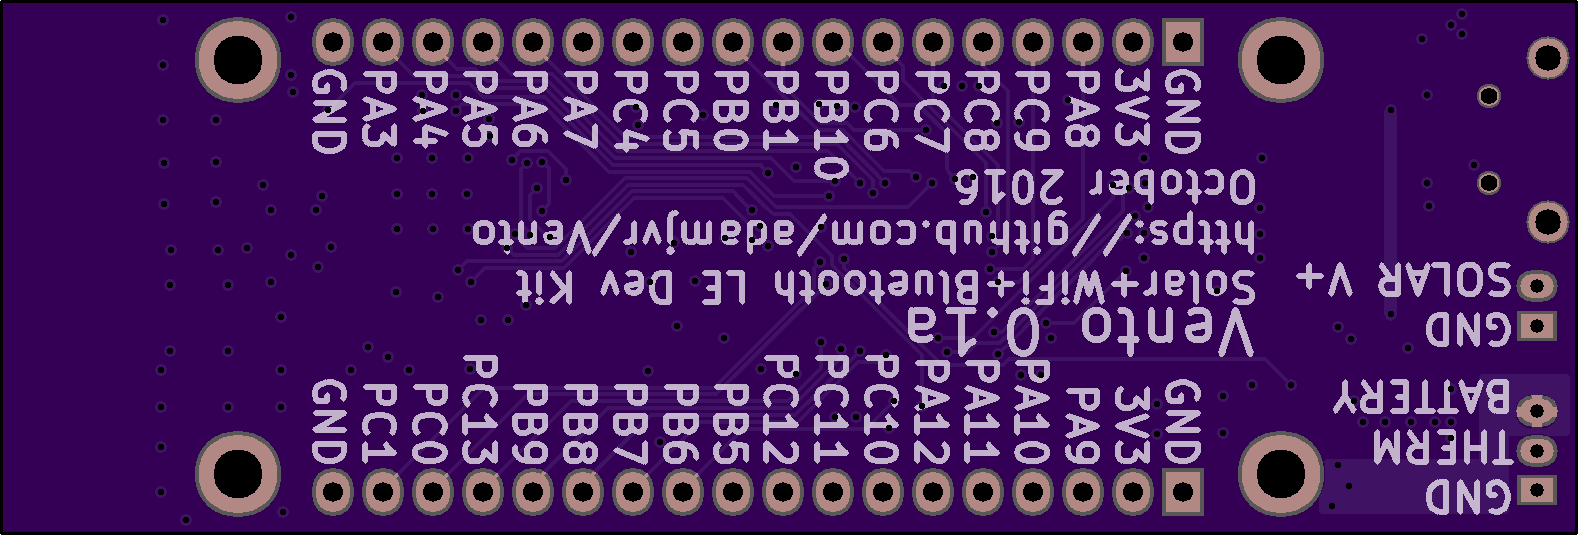 GND
THERM
BATTERY
GND
SOLAR V+
GND
3V3
PA9
PA10
PA11
PA12
PC10
PC11
PC12
PB5
PB6
PB7
PB8
PB9
PC13
PC0
PC1
GND
Vento 0.1a
Solar+WiFi+Bluetooth LE Dev Kit
https://github.com/adamjvr/Vento
October 2016
GND
3V3
PA8
PC9
PC8
PC7
PC6
PB10
PB1
PB0
PC5
PC4
PA7
PA6
PA5
PA4
PA3
GND